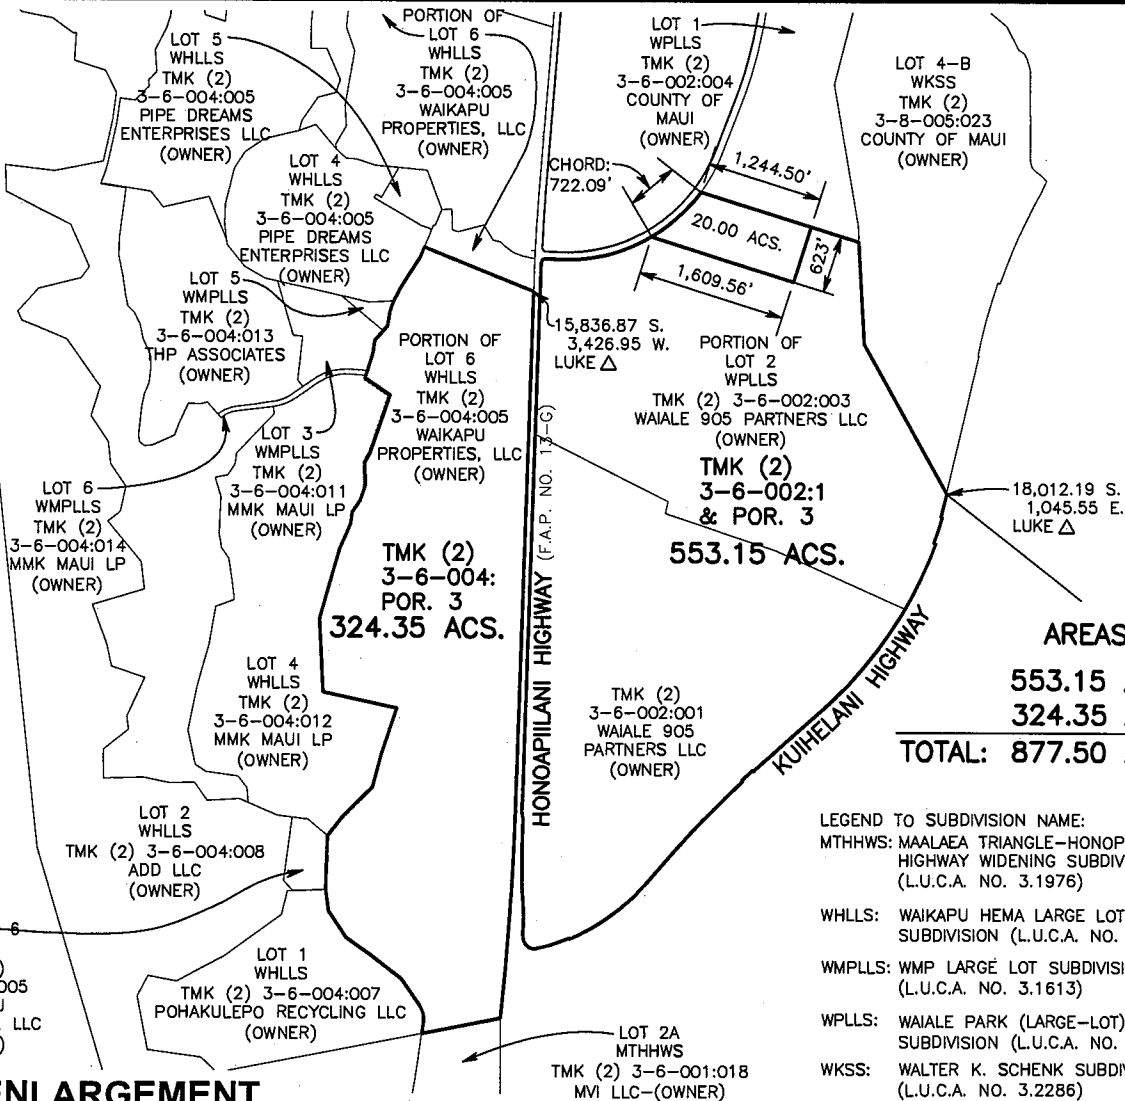 LOT 5
WHLLS
TMK (2)
3-6-004:005
PIPE DREAMS
ENTERPRISES LLC
(OWNER)
PORTION OF
LOT 6
WHLLS
TMK (2)
3-6-004:005
WAIKAPU
PROPERTIES, LLC
(OWNER)
LOT 1
WPLLS
TMK (2)
3-6-002:004
COUNTY OF
MAUI
(OWNER)
LOT 4-B
WKSS
TMK (2)
3-8-005:023
COUNTY OF MAUI
(OWNER)
LOT 4
WHLLS
TMK (2)
3-6-004:005
PIPE DREAMS
ENTERPRISES LLC
(OWNER)
CHORD:
722.09'
1,244.50'
20.00 ACS.
623'
1,609.56'
LOT 5
WMPLLS
TMK (2)
3-6-004:013
THP ASSOCIATES
(OWNER)
15,836.87 S.
3,426.95 W.
LUKE △
PORTION OF
LOT 6
WHLLS
TMK (2)
3-6-004:005
WAIKAPU
PROPERTIES, LLC
(OWNER)
PORTION OF
LOT 2
WPLLS
TMK (2) 3-6-002:003
WAIALE 905 PARTNERS LLC
(OWNER)
TMK (2)
3-6-002:1
& POR. 3
553.15 ACS.
LOT 3
WMPLLS
TMK (2)
3-6-004:011
MMK MAUI LP
(OWNER)
LOT 6
WMPLLS
TMK (2)
3-6-004:014
MMK MAUI LP
(OWNER)
18,012.19 S.
1,045.55 E.
LUKE △
TMK (2)
3-6-004:
POR. 3
324.35 ACS.
HONOAPIILANI HIGHWAY (F.A.P. NO. 13-G)
KUIHELANI HIGHWAY
AREAS
553.15
324.35
TOTAL: 877.50
LOT 4
WHLLS
TMK (2)
3-6-004:012
MMK MAUI LP
(OWNER)
TMK (2)
3-6-002:001
WAIALE 905
PARTNERS LLC
(OWNER)
LOT 2
WHLLS
TMK (2) 3-6-004:008
ADD LLC
(OWNER)
LEGEND TO SUBDIVISION NAME:
MTHHWS: MAALAEA TRIANGLE-HONOP
HIGHWAY WIDENING SUBDIV
(L.U.C.A. NO. 3.1976)
WHLLS: WAIKAPU HEMA LARGE LOT
SUBDIVISION (L.U.C.A. NO.
WMPLLS: WMP LARGE LOT SUBDIVISI
(L.U.C.A. NO. 3.1613)
WPLLS: WAIALE PARK (LARGE-LOT)
SUBDIVISION (L.U.C.A. NO.
WKSS: WALTER K. SCHENK SUBDIV
(L.U.C.A. NO. 3.2286)
6
)
005
U
LLC
)
LOT 1
WHLLS
TMK (2) 3-6-004:007
POHAKULEPO RECYCLING LLC
(OWNER)
LOT 2A
MTHHWS
TMK (2) 3-6-001:018
MVI LLC-(OWNER)
ENLARGEMENT